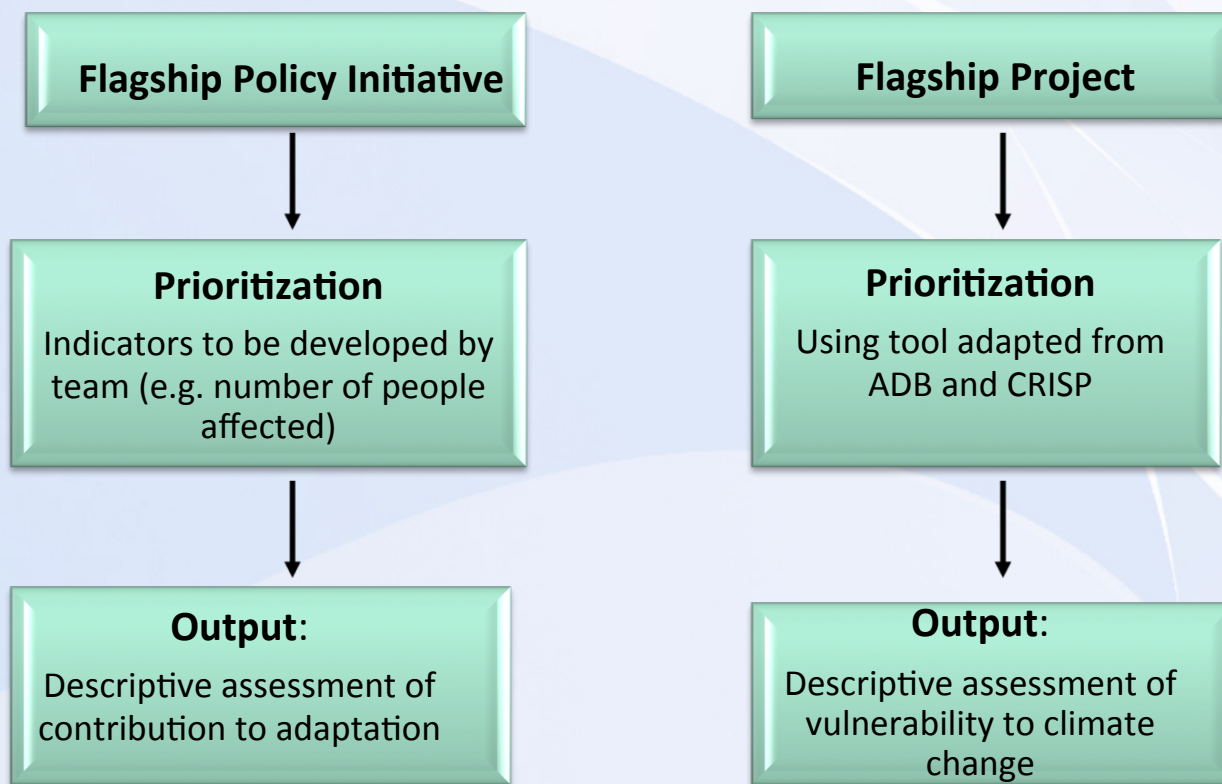 Flagship Policy Initiative
Prioritization
Indicators to be developed by
team (e.g. number of people
affected)
Output:
Descriptive assessment of
contribution to adaptation
Flagship Project
Prioritization
Using tool adapted from
ADB and CRISP
Output:
Descriptive assessment of
vulnerability to climate
change